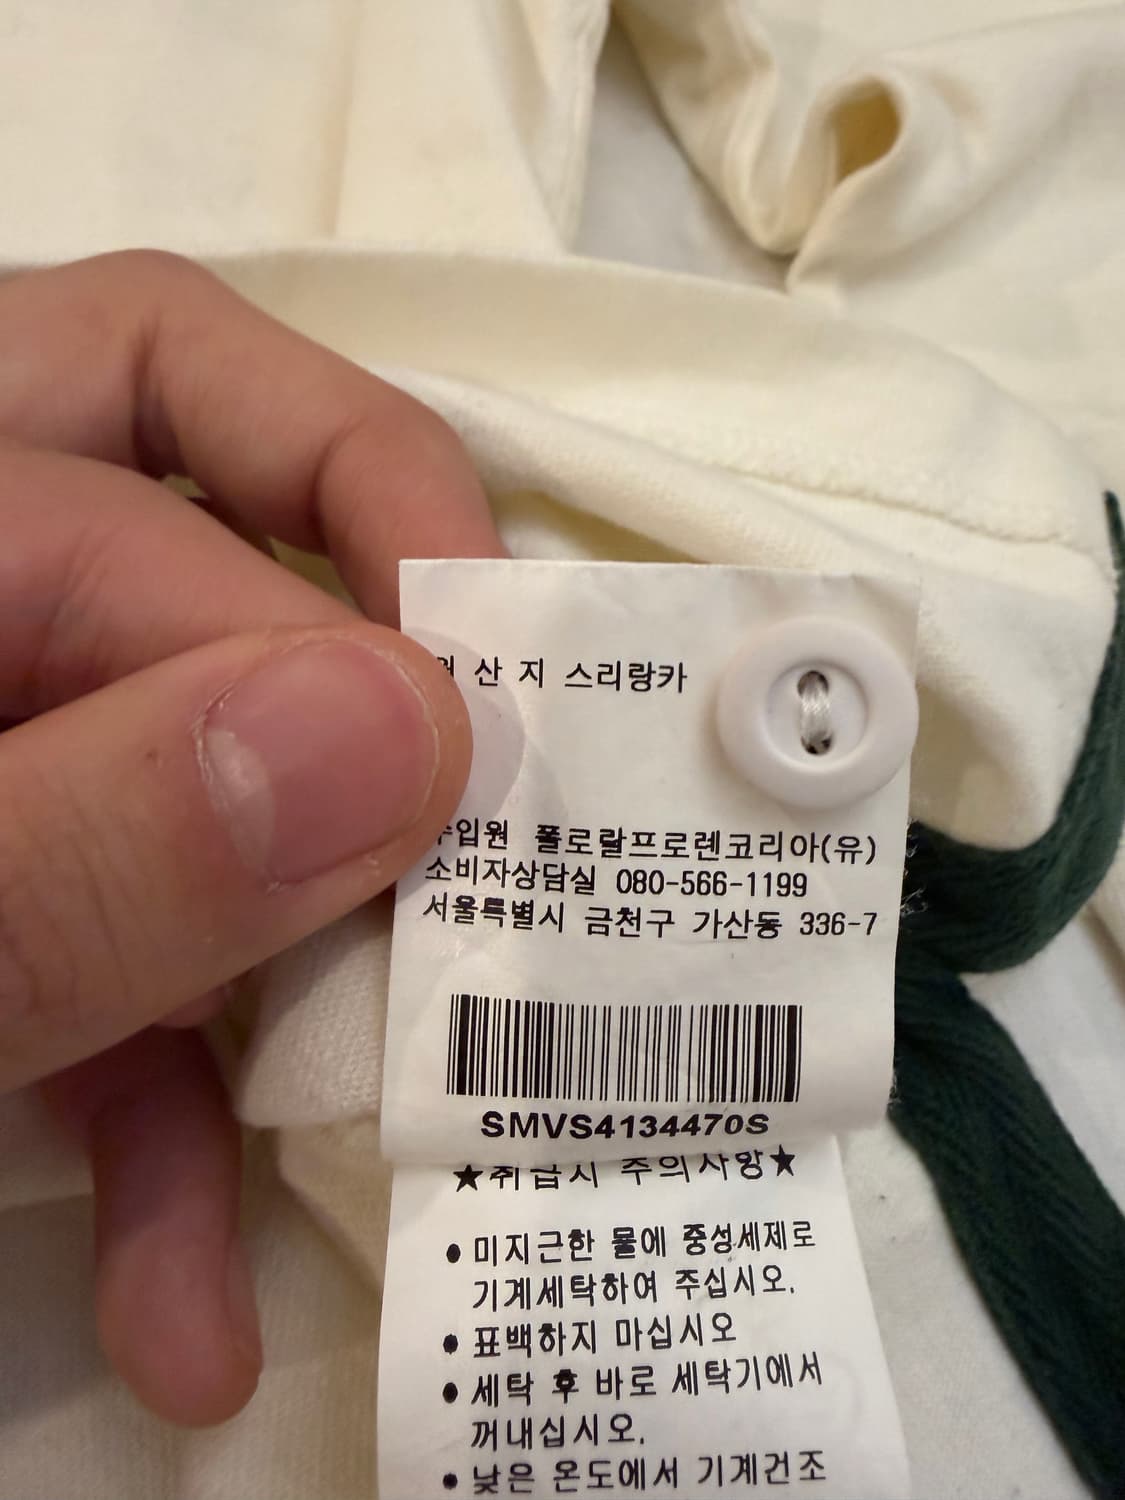 산 지 스리랑카
수입원 폴로랄프로렌코리아(유)
소비자상담실 080-566-1199
서울특별시 금천구 가산동 336-7
SMVS4134470S
★취급시 주의사항★
● 미지근한 물에 중성세제로
기계세탁하여 주십시오.
● 표백하지 마십시오
● 세탁 후 바로 세탁기에서
꺼내십시오.
● 낮은 온도에서 기계건조